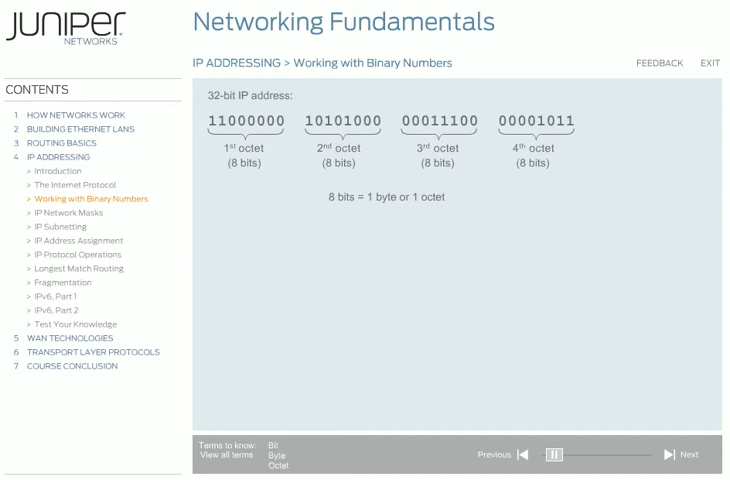 JUNIPER
NETWORKS
Networking Fundamentals
IP ADDRESSING > Working with Binary Numbers
FEEDBACK EXIT
CONTENTS
1 HOW NETWORKS WORK
2 BUILDING ETHERNET LANS
3 ROUTING BASICS
4 IP ADDRESSING
> Introduction
> The Internet Protocol
> Working with Binary Numbers
> IP Network Masks
> IP Subnetting
> IP Address Assignment
> IP Protocol Operations
> Longest Match Routing
> Fragmentation
> IPv6, Part 1
> IPv6, Part 2
> Test Your Knowledge
5 WAN TECHNOLOGIES
6 TRANSPORT LAYER PROTOCOLS
7 COURSE CONCLUSION
32-bit IP address:
11000000 10101000 00011100 00001011
1st octet 2nd octet 3rd octet 4th octet
(8 bits) (8 bits) (8 bits) (8 bits)
8 bits = 1 byte or 1 octet
Terms to know: Bit
View all terms Byte
Octet
Previous Next